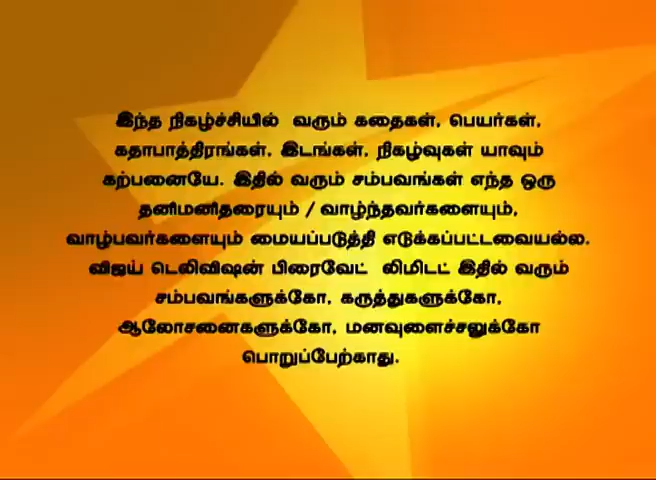 இந்த நிகழ்ச்சியில் வரும் கதைகள், பெயர்கள்,
கதாபாத்திரங்கள், இடங்கள், நிகழ்வுகள் யாவும்
கற்பனையே. இதில் வரும் சம்பவங்கள் எந்த ஒரு
தனிமனிதரையும் / வாழ்ந்தவர்களையும்,
வாழ்பவர்களையும் மையப்படுத்தி எடுக்கப்பட்டவையல்ல.
விஜய் டெலிவிஷன் பிரைவேட் லிமிடட் இதில் வரும்
சம்பவங்களுக்கோ, கருத்துகளுக்கோ,
ஆலோசனைகளுக்கோ, மனவுளைச்சலுக்கோ
பொறுப்பேற்காது.